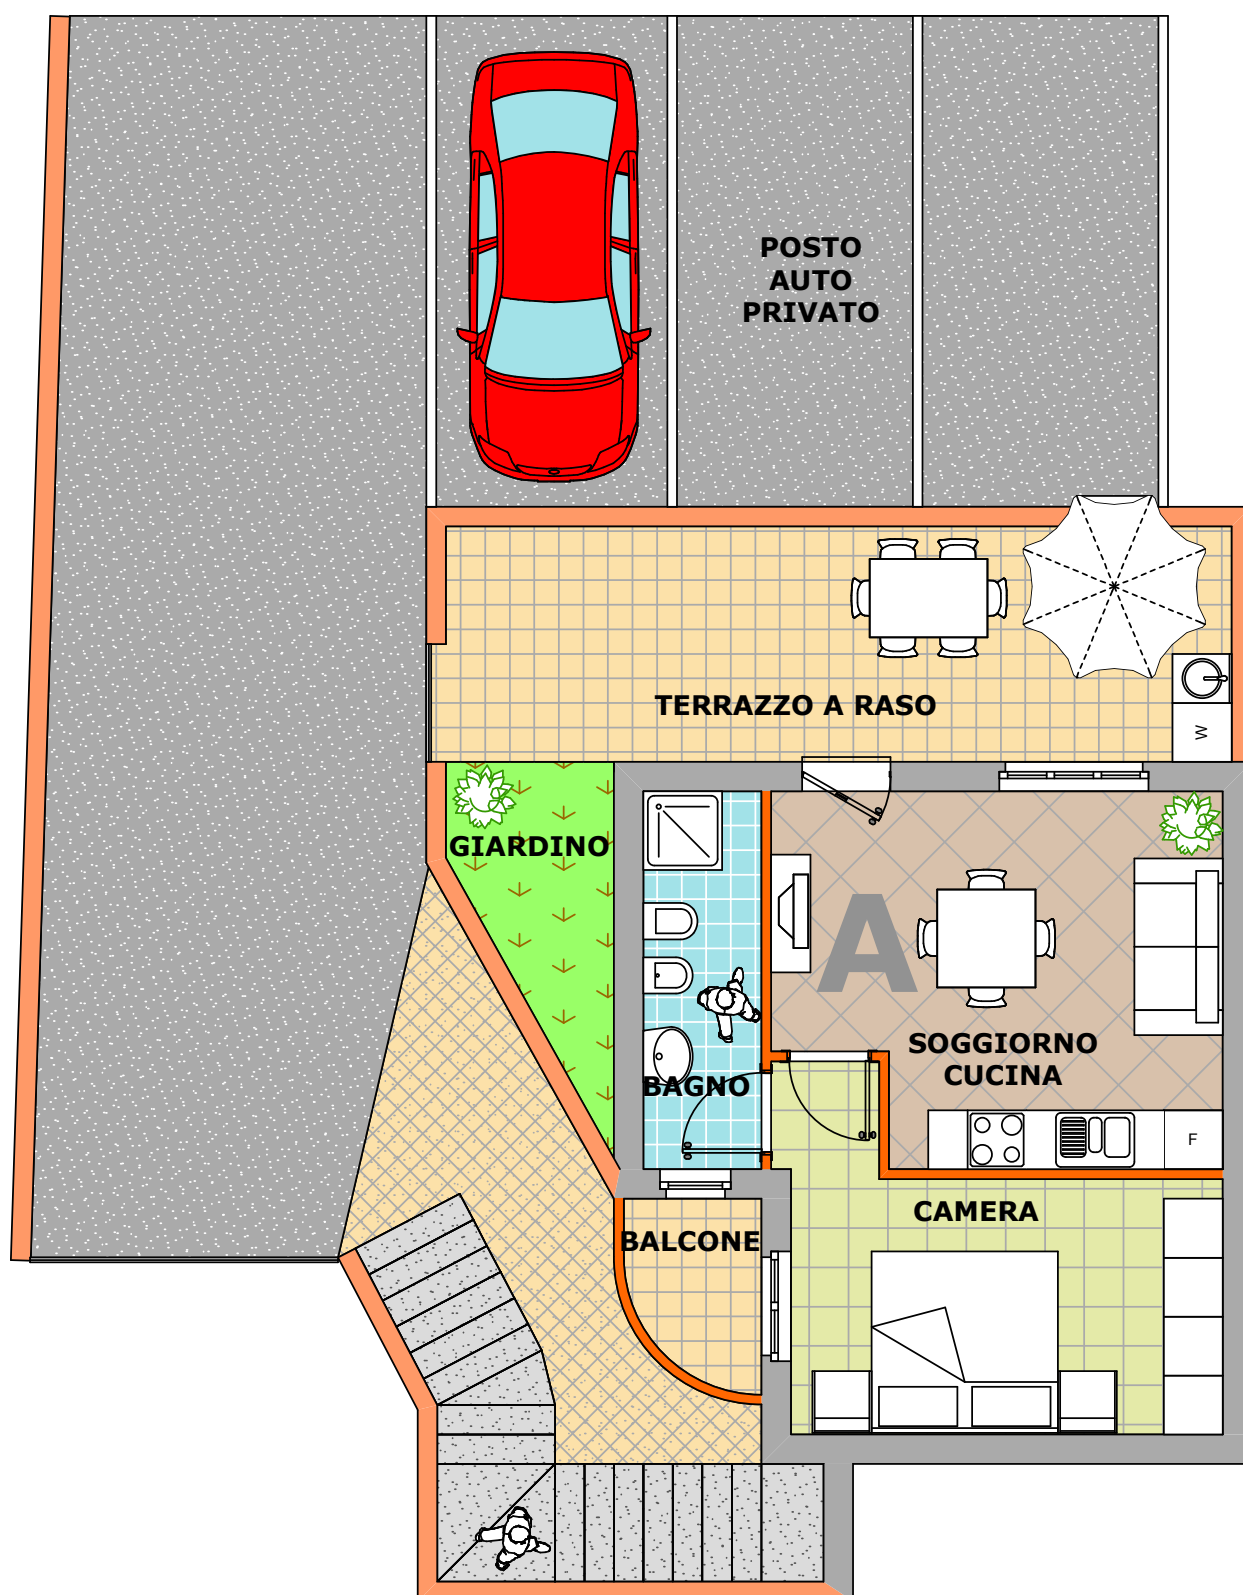 POSTO
AUTO
PRIVATO
TERRAZZO A RASO
W
GIARDINO
A
SOGGIORNO
CUCINA
BAGNO
F
CAMERA
BALCONE